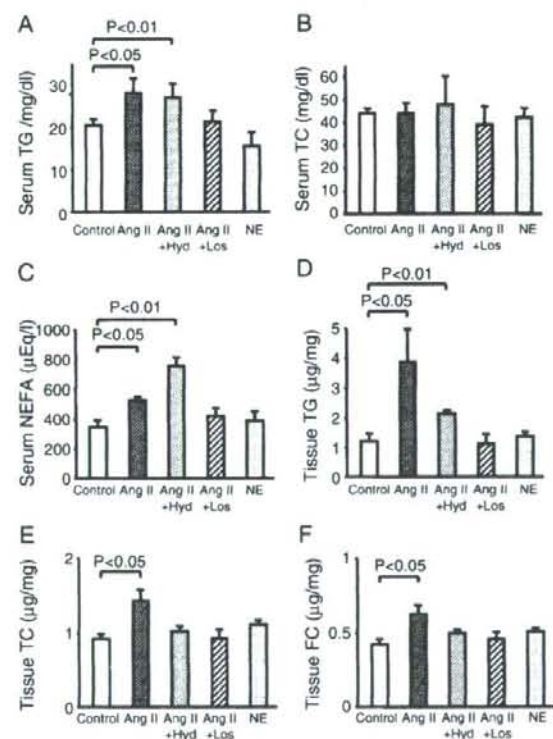 A
P<0.01
P<0.05
Serum TG /mg/dl)
30
20
10
0
Control Ang II Ang II Ang II NE
+Hyd +Los
B
Serum TC (mg/dl)
60
50
40
30
20
10
0
Control Ang II Ang II Ang II NE
+Hyd +Los
C
P<0.01
P<0.05
Serum NEFA (µEq/l)
1000
800
600
400
200
0
Control Ang II Ang II Ang II NE
+Hyd +Los
D
P<0.01
P<0.05
Tissue TG (µg/mg)
5
4
3
2
1
0
Control Ang II Ang II Ang II NE
+Hyd +Los
E
P<0.05
Tissue TC (µg/mg)
2
1
0
Control Ang II Ang II Ang II NE
+Hyd +Los
F
P<0.05
Tissue FC (µg/mg)
1
0.5
0
Control Ang II Ang II Ang II NE
+Hyd +Los